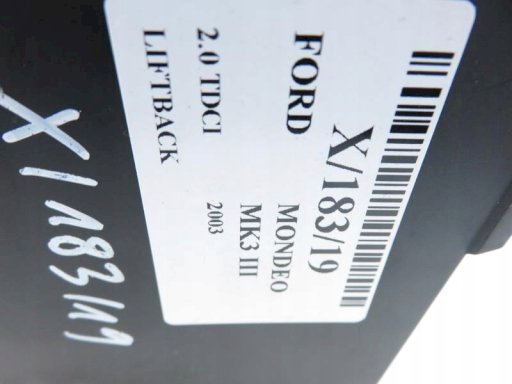 X/183/19
FORD MONDEO
MK3 III
2.0 TDCI 2003
LIFTBACK
X/183/19